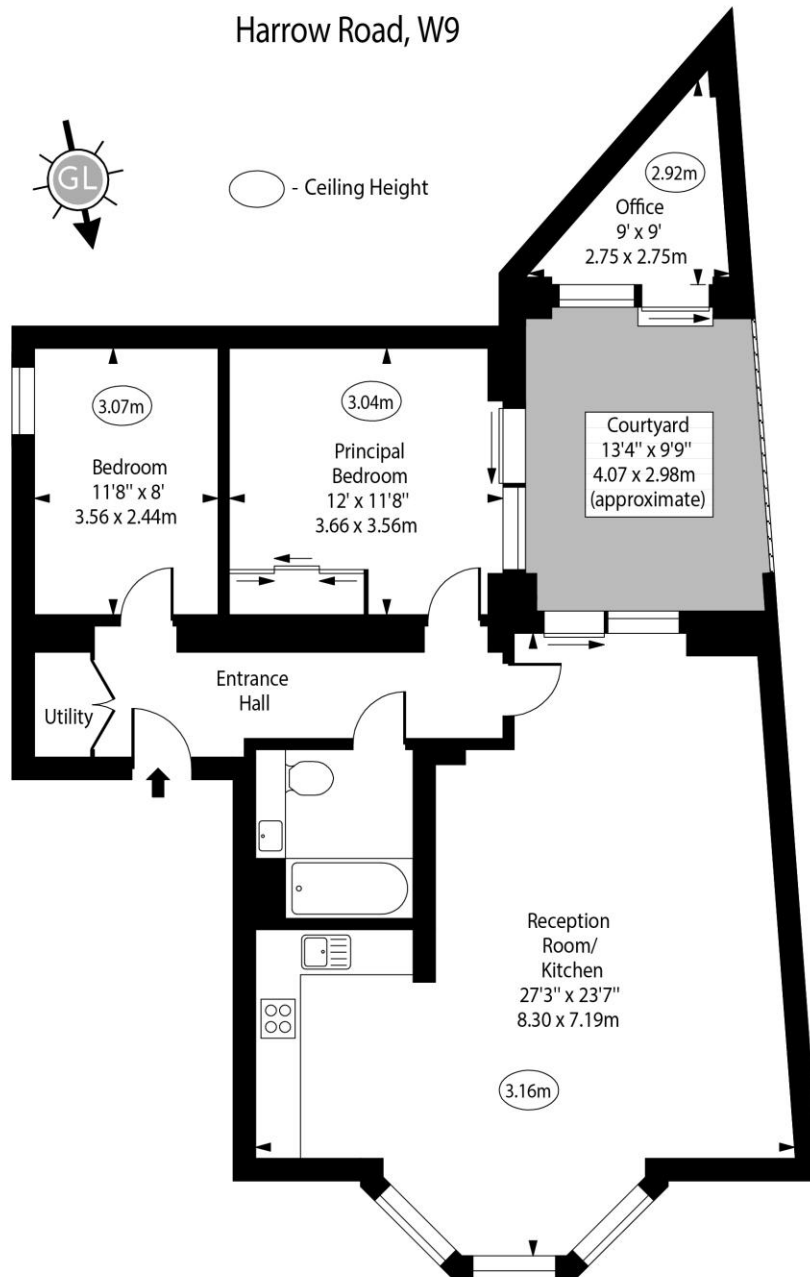 Harrow Road, W9
GL
- Ceiling Height
2.92m
Office
9' x 9'
2.75 x 2.75m
3.07m
Bedroom
11'8" x 8'
3.56 x 2.44m
3.04m
Principal
Bedroom
12' x 11'8"
3.66 x 3.56m
Courtyard
13'4" x 9'9"
4.07 x 2.98m
(approximate)
Utility
Entrance
Hall
Reception
Room/
Kitchen
27'3" x 23'7"
8.30 x 7.19m
3.16m